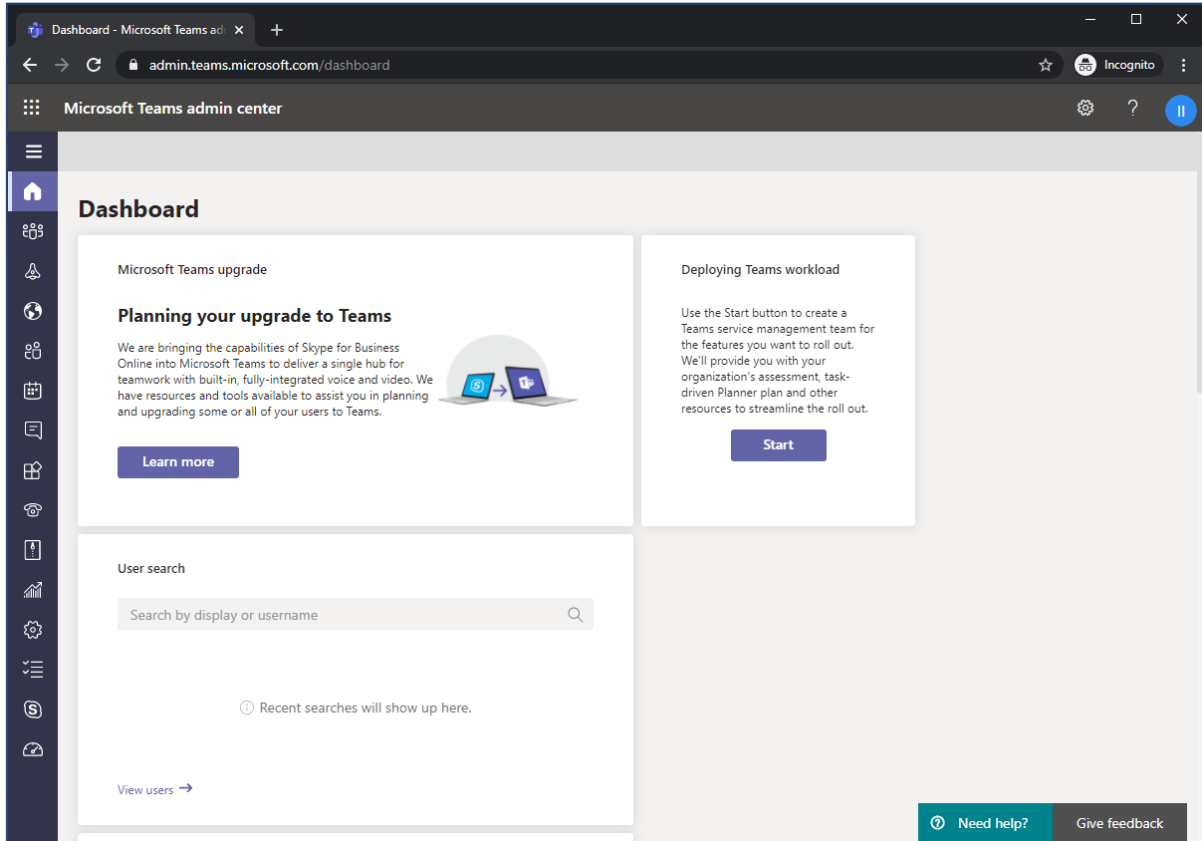 Dashboard - Microsoft Teams ad
admin.teams.microsoft.com/dashboard
Incognito
Microsoft Teams admin center
?
II
Dashboard
Microsoft Teams upgrade
Planning your upgrade to Teams
We are bringing the capabilities of Skype for Business
Online into Microsoft Teams to deliver a single hub for
teamwork with built-in, fully-integrated voice and video. We
have resources and tools available to assist you in planning
and upgrading some or all of your users to Teams.
Learn more
Deploying Teams workload
Use the Start button to create a
Teams service management team for
the features you want to roll out.
We'll provide you with your
organization's assessment, task-
driven Planner plan and other
resources to streamline the roll out.
Start
User search
Search by display or username
Recent searches will show up here.
View users
Need help?
Give feedback